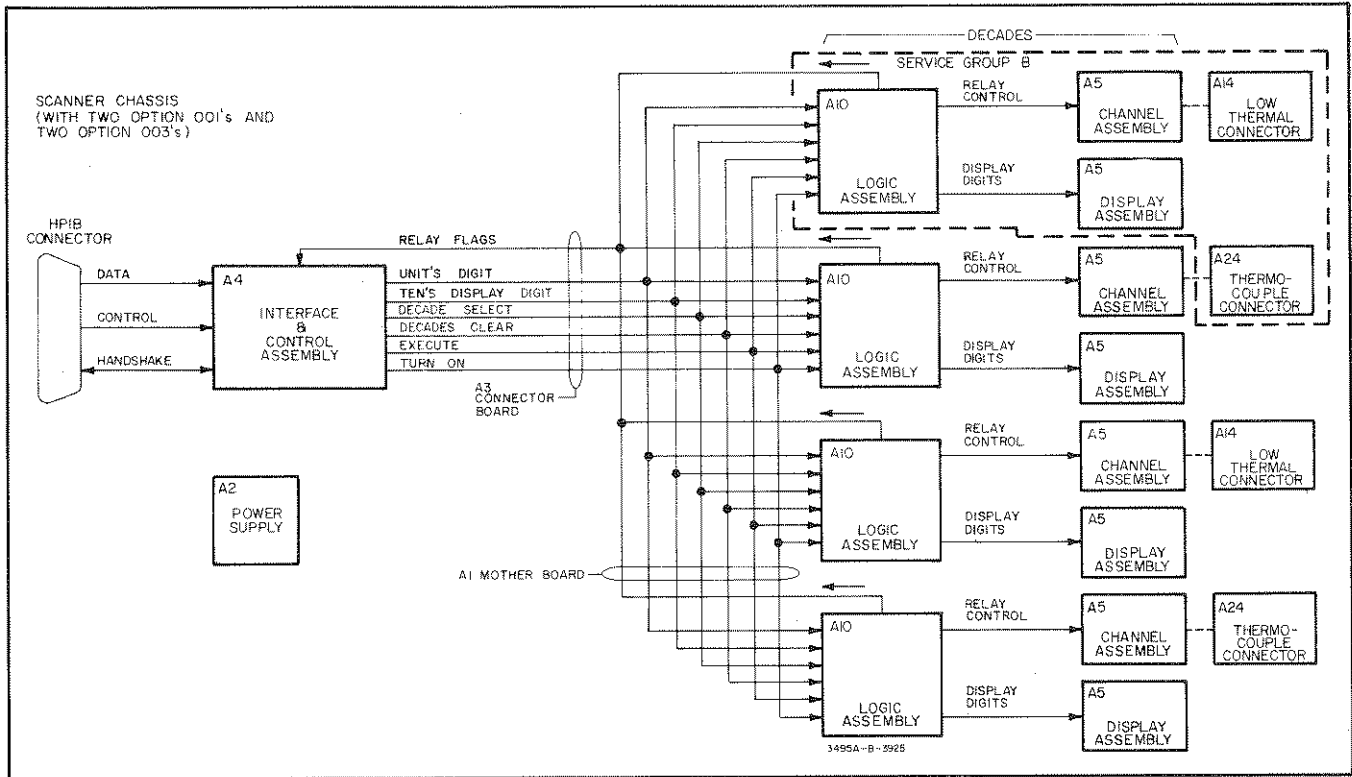 DECADES
SERVICE GROUP B
SCANNER CHASSIS
(WITH TWO OPTION 001's AND
TWO OPTION 003's)
A10
LOGIC
ASSEMBLY
RELAY
CONTROL
A5
CHANNEL
ASSEMBLY
A14
LOW
THERMAL
CONNECTOR
DISPLAY
DIGITS
A5
DISPLAY
ASSEMBLY
HPIB
CONNECTOR
DATA
CONTROL
HANDSHAKE
A4
INTERFACE
&
CONTROL
ASSEMBLY
RELAY FLAGS
UNIT'S DIGIT
TEN'S DISPLAY DIGIT
DECADE SELECT
DECADES CLEAR
EXECUTE
TURN ON
A3
CONNECTOR
BOARD
A10
LOGIC
ASSEMBLY
RELAY
CONTROL
A5
CHANNEL
ASSEMBLY
A24
THERMO-
COUPLE
CONNECTOR
DISPLAY
DIGITS
A5
DISPLAY
ASSEMBLY
A2
POWER
SUPPLY
A10
LOGIC
ASSEMBLY
RELAY
CONTROL
A5
CHANNEL
ASSEMBLY
A14
LOW
THERMAL
CONNECTOR
DISPLAY
DIGITS
A5
DISPLAY
ASSEMBLY
A1 MOTHER BOARD
A10
LOGIC
ASSEMBLY
RELAY
CONTROL
A5
CHANNEL
ASSEMBLY
A24
THERMO-
COUPLE
CONNECTOR
DISPLAY
DIGITS
A5
DISPLAY
ASSEMBLY
3495A-B-3925